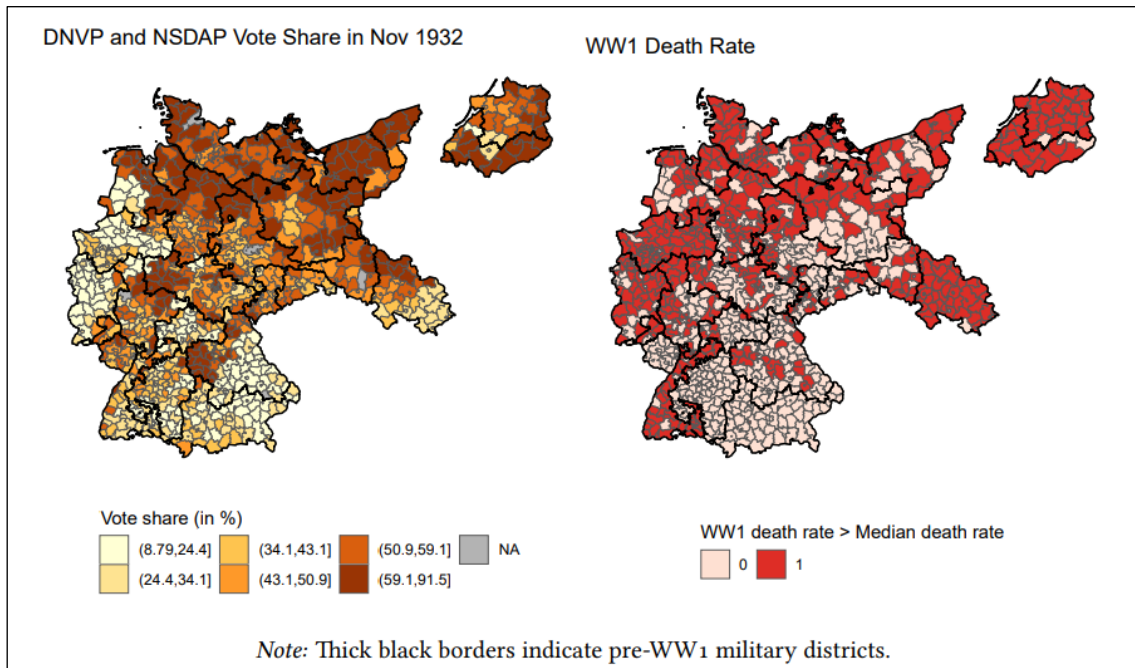 DNVP and NSDAP Vote Share in Nov 1932
WW1 Death Rate
Vote share (in %)
(8.79,24.4]
(34.1,43.1]
(50.9,59.1]
NA
(24.4,34.1]
(43.1,50.9]
(59.1,91.5]
WW1 death rate > Median death rate
0
1
Note: Thick black borders indicate pre-WW1 military districts.